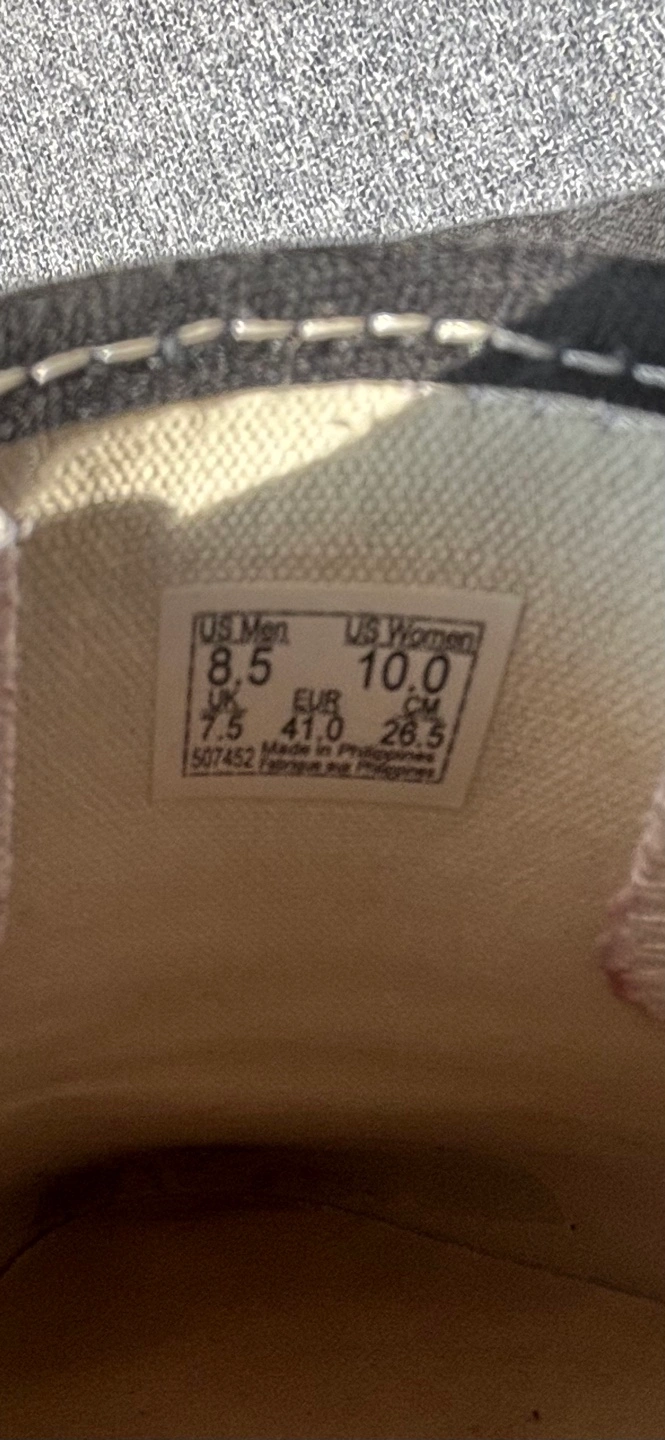 US Men US Women
8.5 10.0
UK EUR CM
7.5 41.0 26.5
507452 Made in Philippines
Fabrique aux Philippines